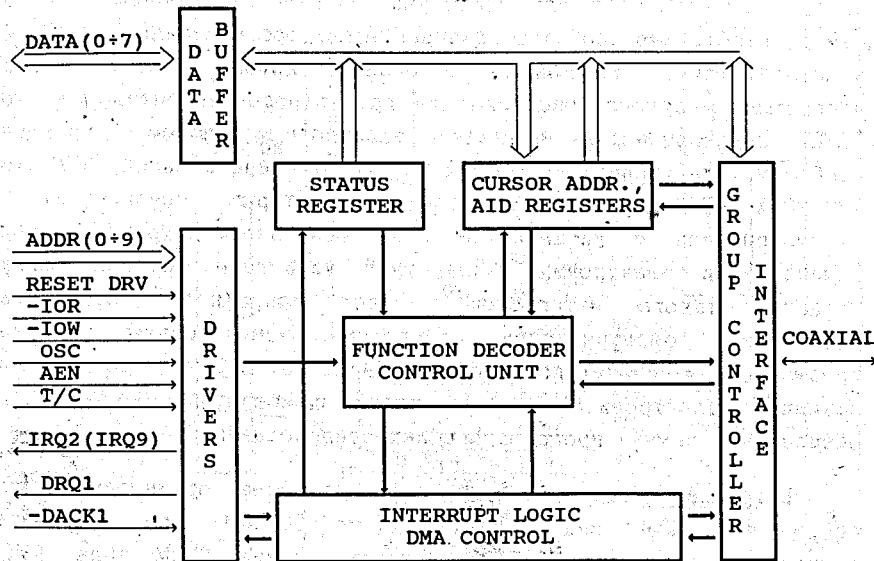 DATA(0÷7)
DATA
BUFFER
STATUS
REGISTER
CURSOR ADDR.,
AID REGISTERS
ADDR(0÷9)
RESET DRV
-IOR
-IOW
OSC
AEN
T/C
IRQ2(IRQ9)
DRQ1
-DACK1
DRIVERS
FUNCTION DECODER
CONTROL UNIT
INTERRUPT LOGIC
DMA CONTROL
GROUP CONTROLLER
INTERFACE
COAXIAL